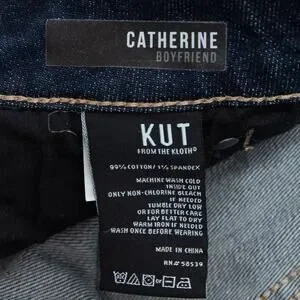 CATHERINE
BOYFRIEND
KUT
FROM THE KLOTH®
99% COTTON/ 1% SPANDEX
MACHINE WASH COLD
INSIDE OUT
ONLY NON-CHLORINE BLEACH
IF NEEDED
TUMBLE DRY LOW
OR FOR BETTER CARE
LAY FLAT TO DRY
WARM IRON IF NEEDED
WASH ONCE BEFORE WEARING
MADE IN CHINA
RN# 58539
OR